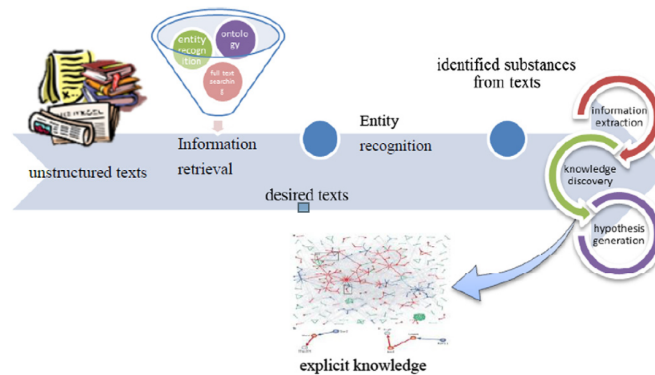 entity
recogn
ition
ontolo
gy
full text
searchin
g
unstructured texts
Information
retrieval
desired texts
Entity
recognition
identified substances
from texts
information
extraction
knowledge
discovery
hypothesis
generation
explicit knowledge